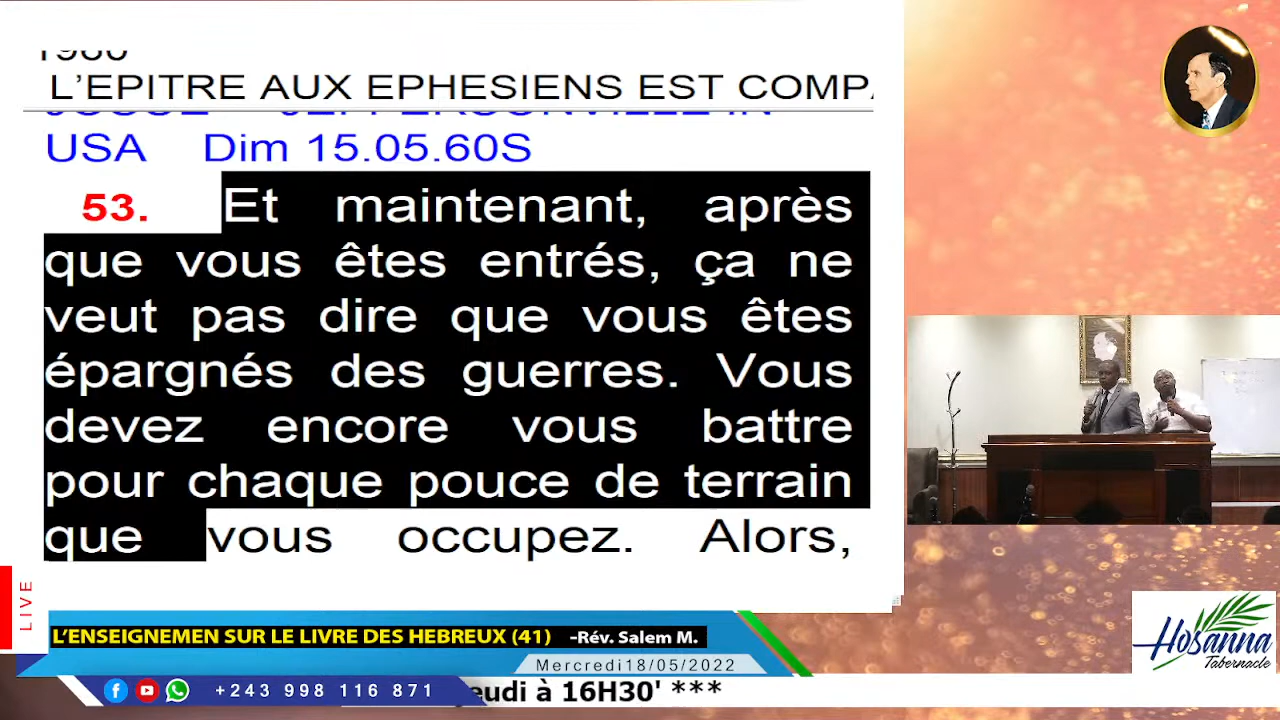 L'EPITRE AUX EPHESIENS EST COMPA
USA Dim 15.05.60S
53. Et maintenant, après
que vous êtes entrés, ça ne
veut pas dire que vous êtes
épargnés des guerres. Vous
devez encore vous battre
pour chaque pouce de terrain
que vous occupez. Alors,
LIVE
L'ENSEIGNEMEN SUR LE LIVRE DES HEBREUX (41) -Rév. Salem M.
Mercredi18/05/2022
+243 998 116 871
eudi à 16H30' ***
Hosanna
Tabernacle